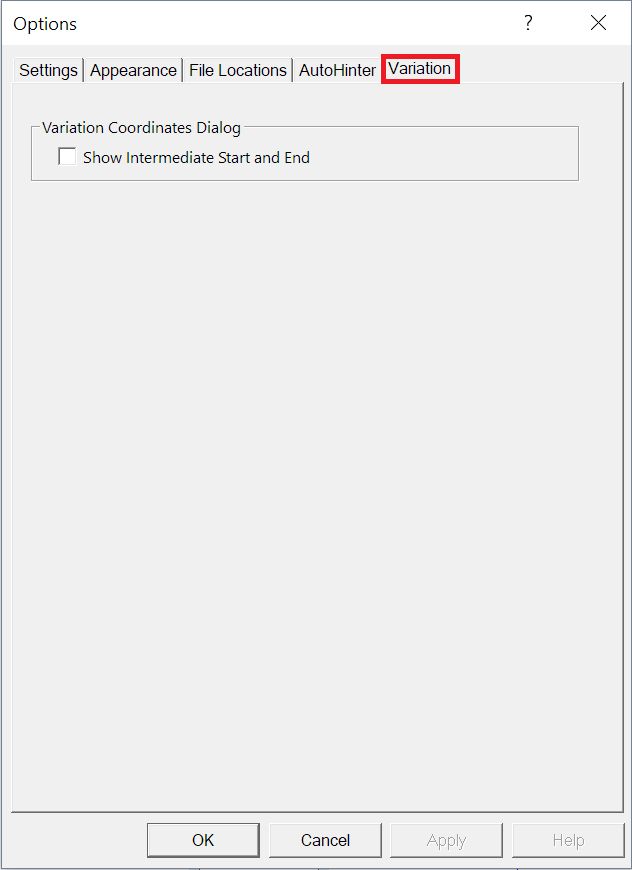 Options ?
Settings Appearance File Locations AutoHinter Variation
Variation Coordinates Dialog
Show Intermediate Start and End
OK Cancel Apply Help